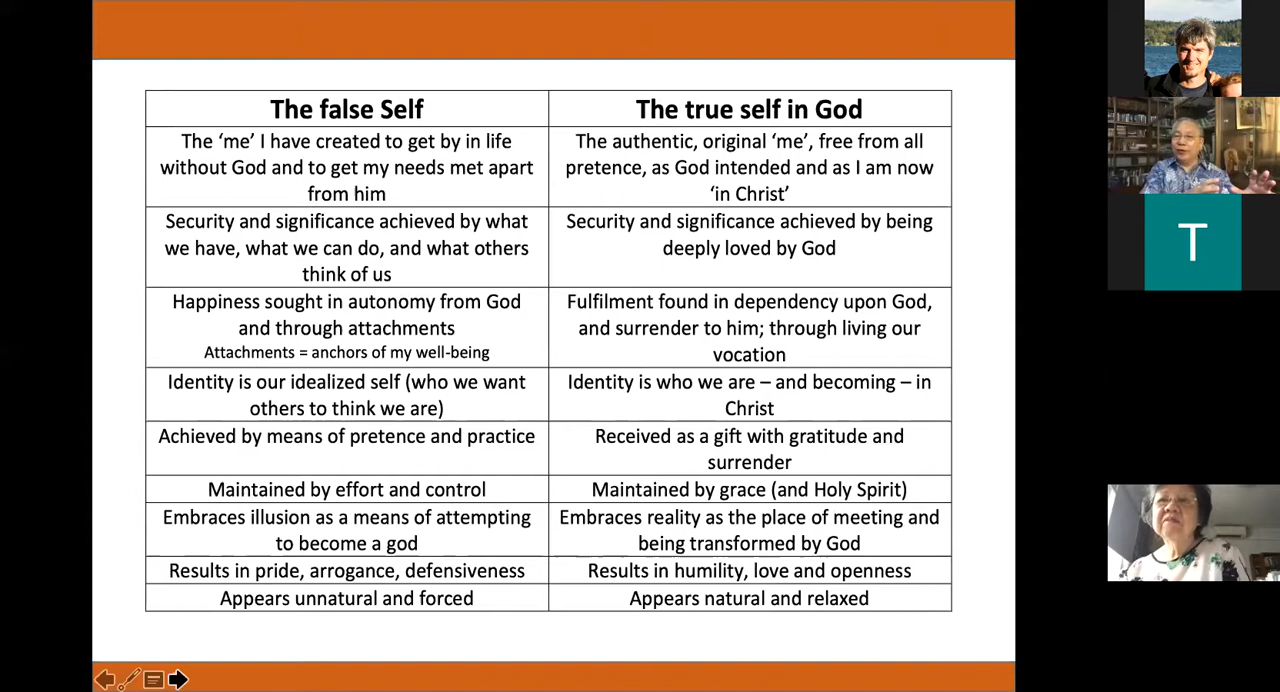 The false Self
The true self in God
The ‘me’ I have created to get by in life
without God and to get my needs met apart
from him
The authentic, original ‘me’, free from all
pretence, as God intended and as I am now
‘in Christ’
Security and significance achieved by what
we have, what we can do, and what others
think of us
Security and significance achieved by being
deeply loved by God
Happiness sought in autonomy from God
and through attachments
Attachments = anchors of my well-being
Fulfilment found in dependency upon God,
and surrender to him; through living our
vocation
Identity is our idealized self (who we want
others to think we are)
Identity is who we are – and becoming – in
Christ
Achieved by means of pretence and practice
Received as a gift with gratitude and
surrender
Maintained by effort and control
Maintained by grace (and Holy Spirit)
Embraces illusion as a means of attempting
to become a god
Embraces reality as the place of meeting and
being transformed by God
Results in pride, arrogance, defensiveness
Results in humility, love and openness
Appears unnatural and forced
Appears natural and relaxed
T